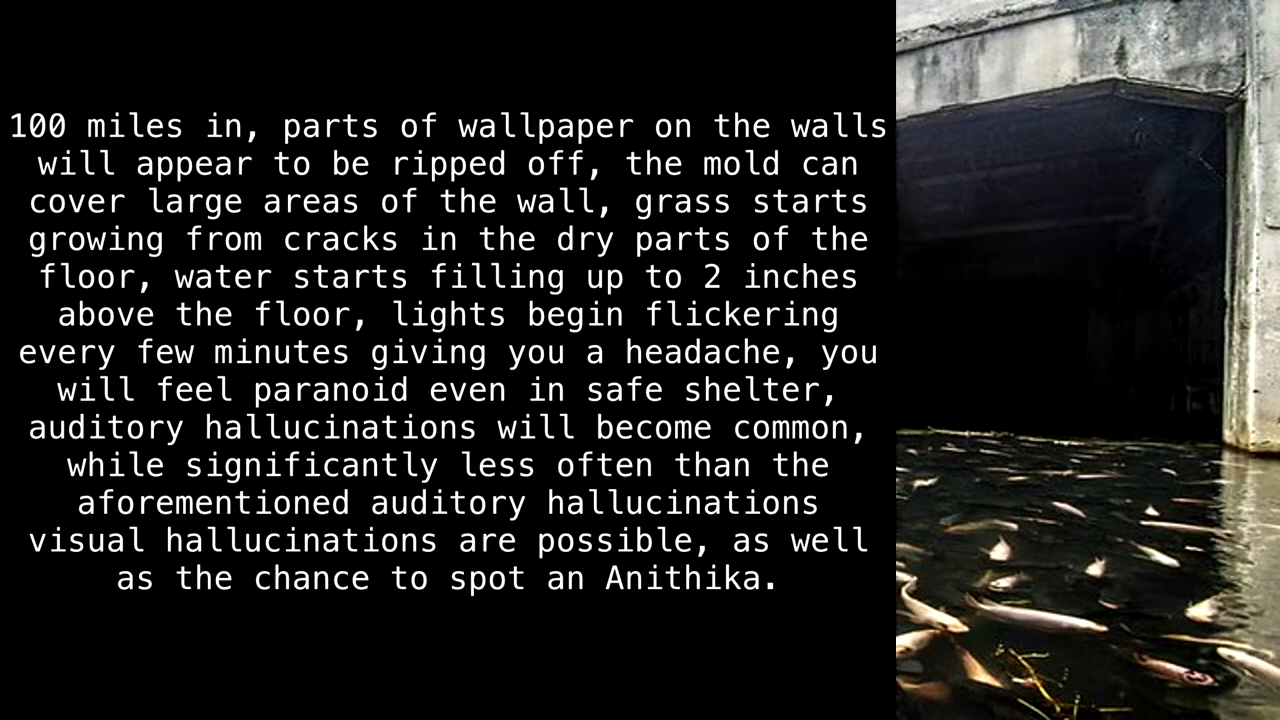 100 miles in, parts of wallpaper on the walls
will appear to be ripped off, the mold can
cover large areas of the wall, grass starts
growing from cracks in the dry parts of the
floor, water starts filling up to 2 inches
above the floor, lights begin flickering
every few minutes giving you a headache, you
will feel paranoid even in safe shelter,
auditory hallucinations will become common,
while significantly less often than the
aforementioned auditory hallucinations
visual hallucinations are possible, as well
as the chance to spot an Anithika.